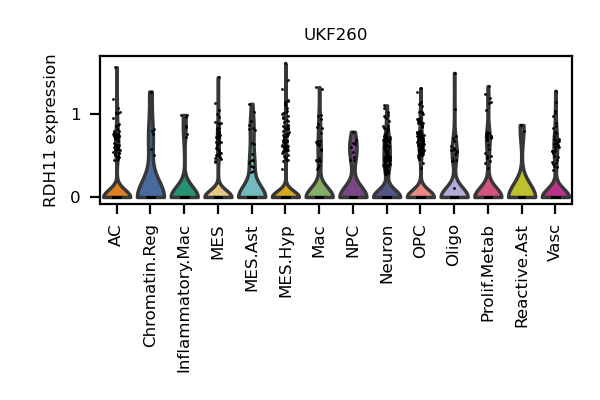 UKF260
RDH11 expression
1
0
AC
Chromatin.Reg
Inflammatory.Mac
MES
MES.Ast
MES.Hyp
Mac
NPC
Neuron
OPC
Oligo
Prolif.Metab
Reactive.Ast
Vasc